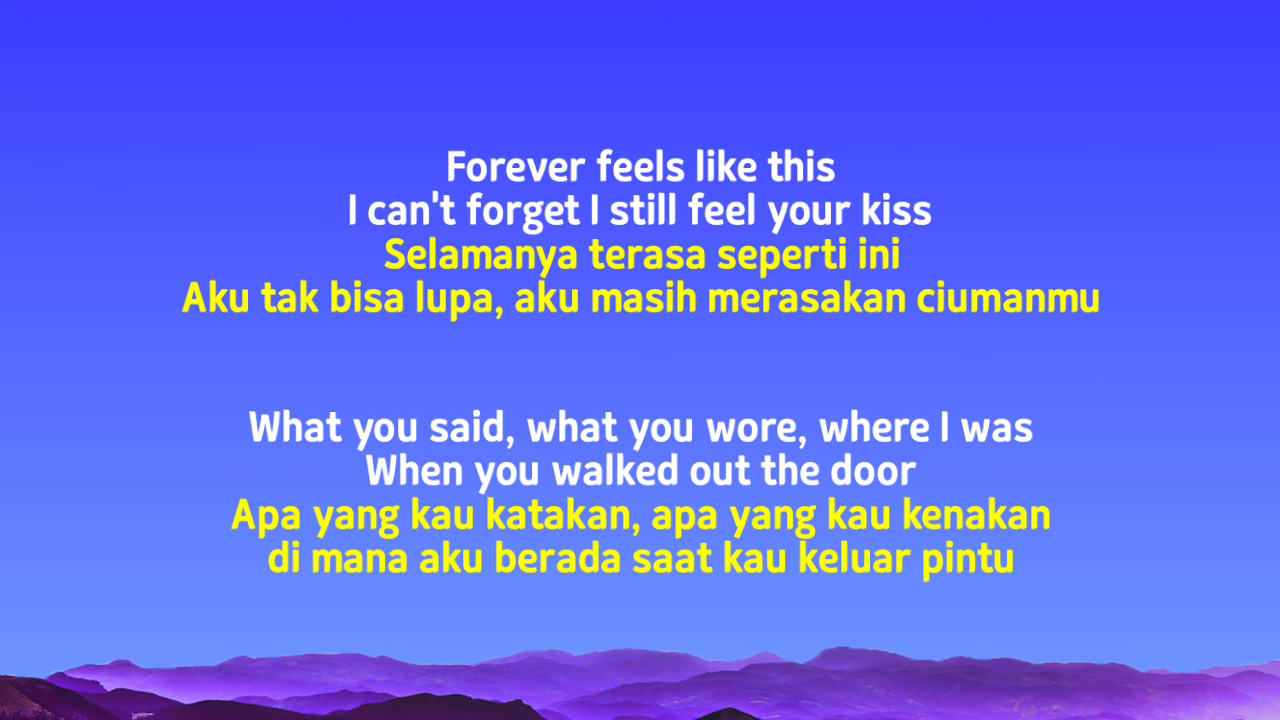 Forever feels like this
I can't forget I still feel your kiss
Selamanya terasa seperti ini
Aku tak bisa lupa, aku masih merasakan ciumanmu
What you said, what you wore, where I was
When you walked out the door
Apa yang kau katakan, apa yang kau kenakan
di mana aku berada saat kau keluar pintu